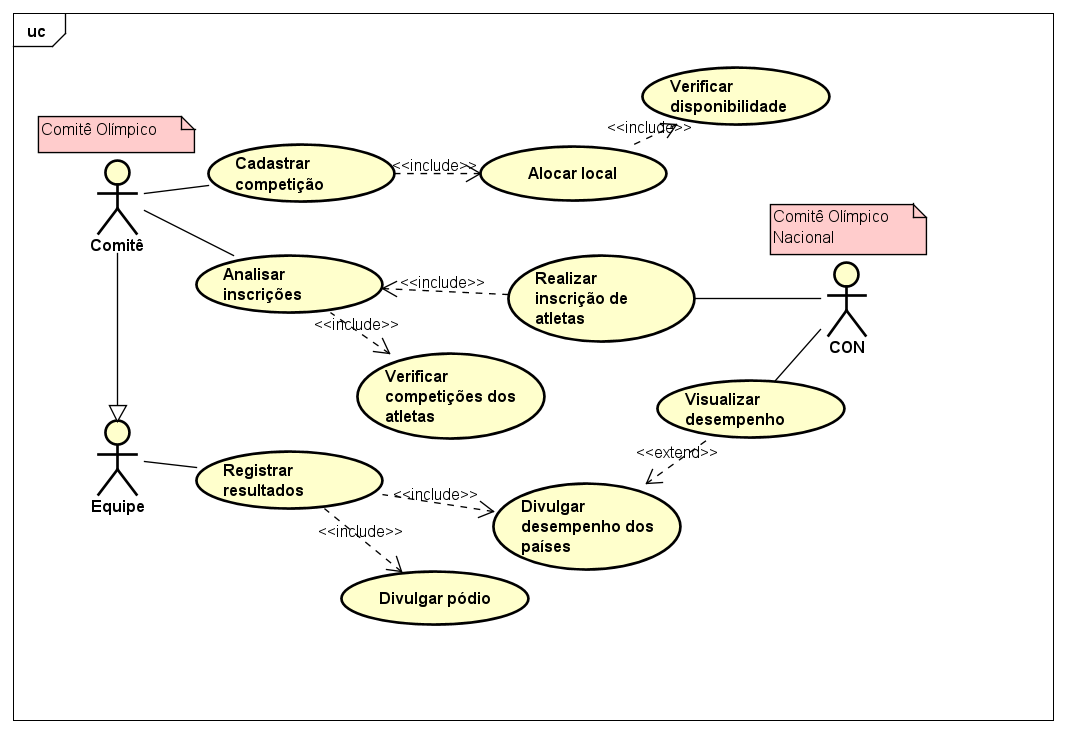 uc
Verificar
disponibilidade
Comitê Olímpico
<<include>>
Cadastrar
competição
<<include>>
Alocar local
Comitê Olímpico
Nacional
Comitê
Analisar
inscrições
<<include>>
Realizar
inscrição de
atletas
<<include>>
CON
Verificar
competições dos
atletas
Visualizar
desempenho
<<extend>>
Equipe
Registrar
resultados
<<include>>
Divulgar
desempenho dos
países
<<include>>
Divulgar pódio